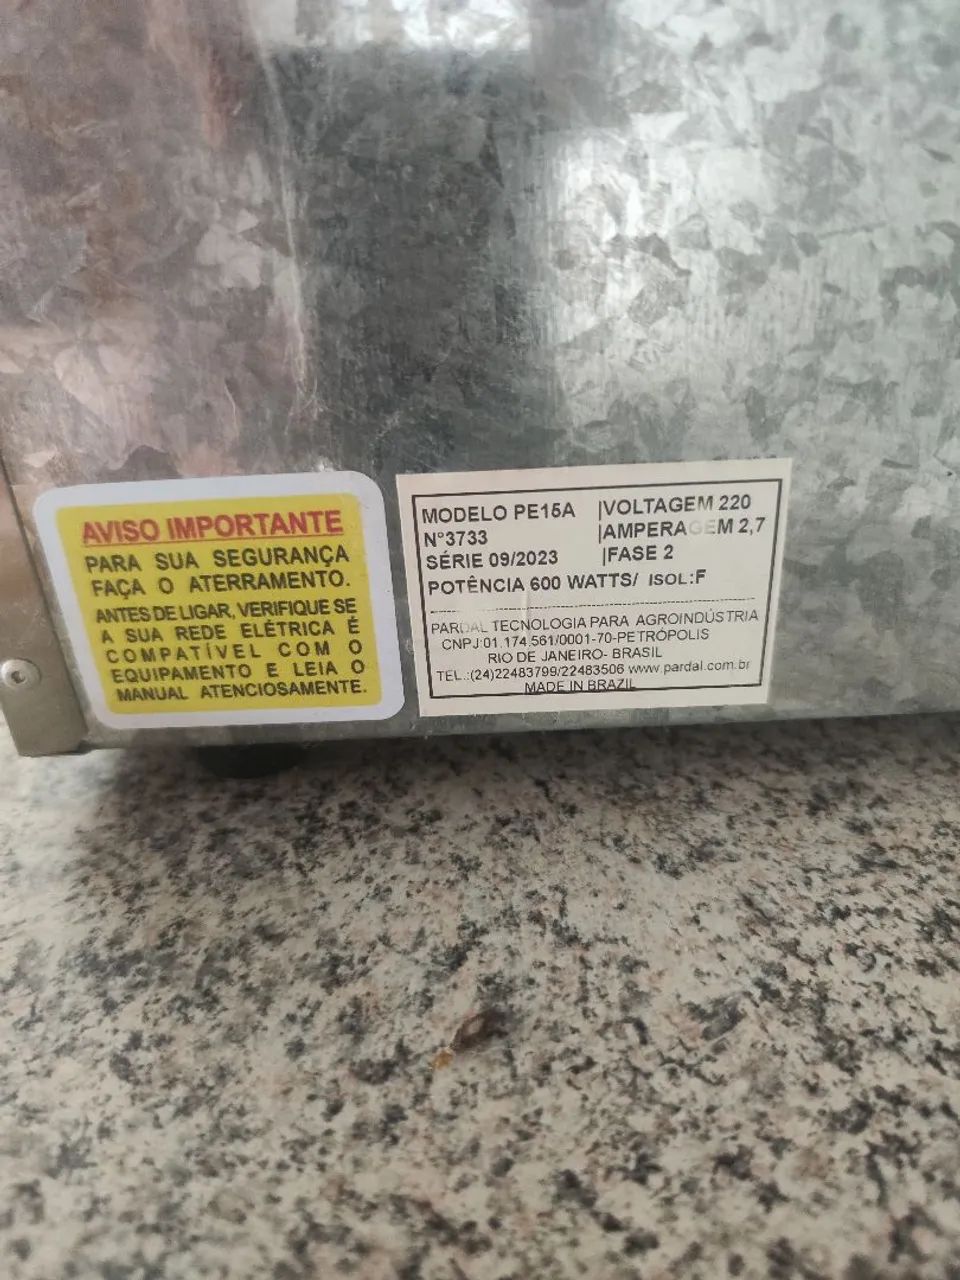 AVISO IMPORTANTE
PARA SUA SEGURANÇA
FAÇA O ATERRAMENTO.
ANTES DE LIGAR, VERIFIQUE SE
A SUA REDE ELÉTRICA É
COMPATÍVEL COM O
EQUIPAMENTO E LEIA O
MANUAL ATENCIOSAMENTE.
MODELO PE15A |VOLTAGEM 220
N°3733 |AMPERAGEM 2,7
SÉRIE 09/2023 |FASE 2
POTÊNCIA 600 WATTS/ ISOL:F
PARDAL TECNOLOGIA PARA AGROINDÚSTRIA
CNPJ:01.174.561/0001-70-PETRÓPOLIS
RIO DE JANEIRO- BRASIL
TEL.:(24)22483799/22483506 www.pardal.com.br
MADE IN BRAZIL